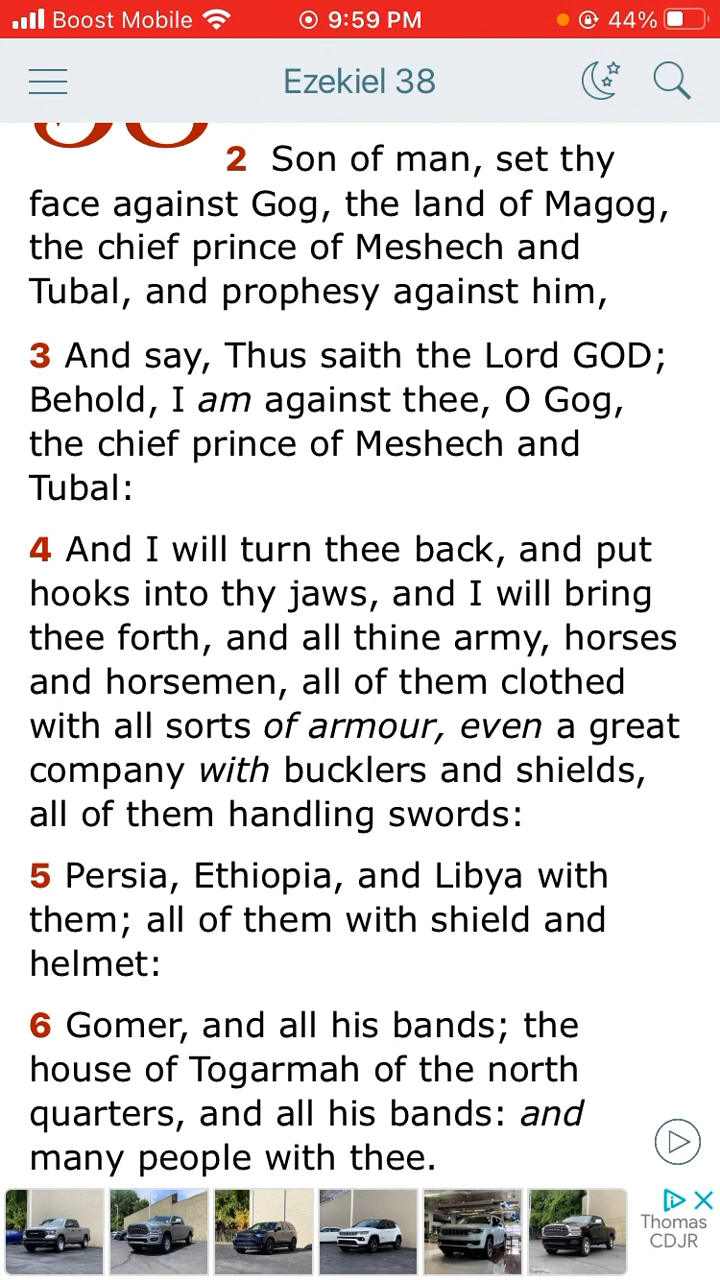 Boost Mobile 9:59 PM 44%
Ezekiel 38
2 Son of man, set thy
face against Gog, the land of Magog,
the chief prince of Meshech and
Tubal, and prophesy against him,
3 And say, Thus saith the Lord GOD;
Behold, I am against thee, O Gog,
the chief prince of Meshech and
Tubal:
4 And I will turn thee back, and put
hooks into thy jaws, and I will bring
thee forth, and all thine army, horses
and horsemen, all of them clothed
with all sorts of armour, even a great
company with bucklers and shields,
all of them handling swords:
5 Persia, Ethiopia, and Libya with
them; all of them with shield and
helmet:
6 Gomer, and all his bands; the
house of Togarmah of the north
quarters, and all his bands: and
many people with thee.
Thomas
CDJR